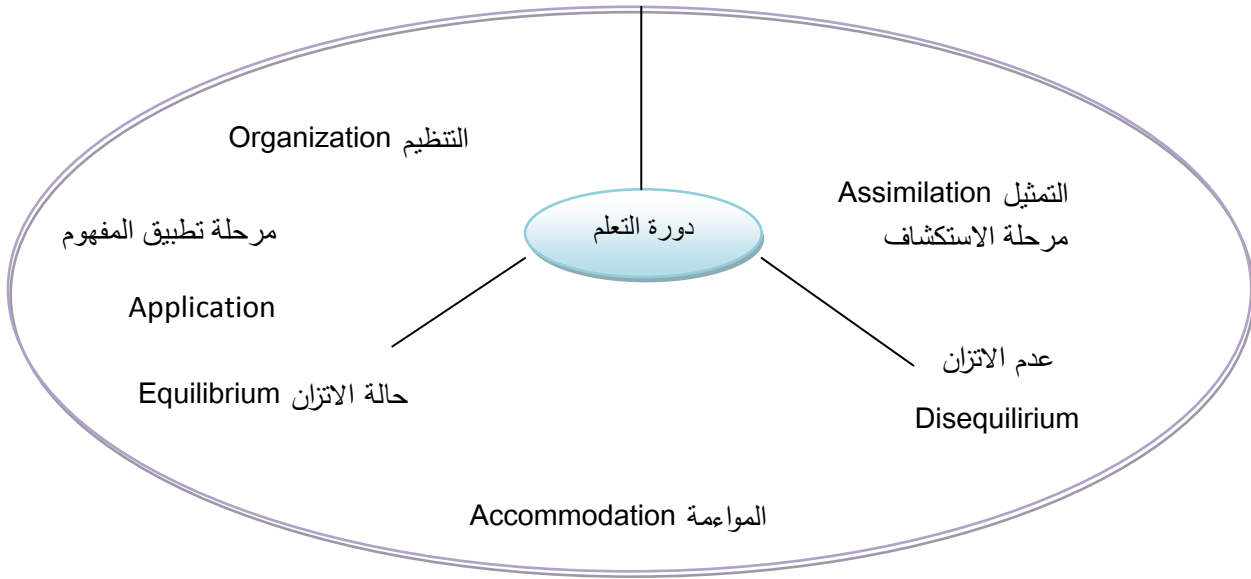 التنظيم Organization
التمثيل Assimilation
مرحلة الاستكشاف
دورة التعلم
مرحلة تطبيق المفهوم
Application
حالة الاتزان Equilibrium
عدم الاتزان
Disequilirium
المواءمة Accommodation